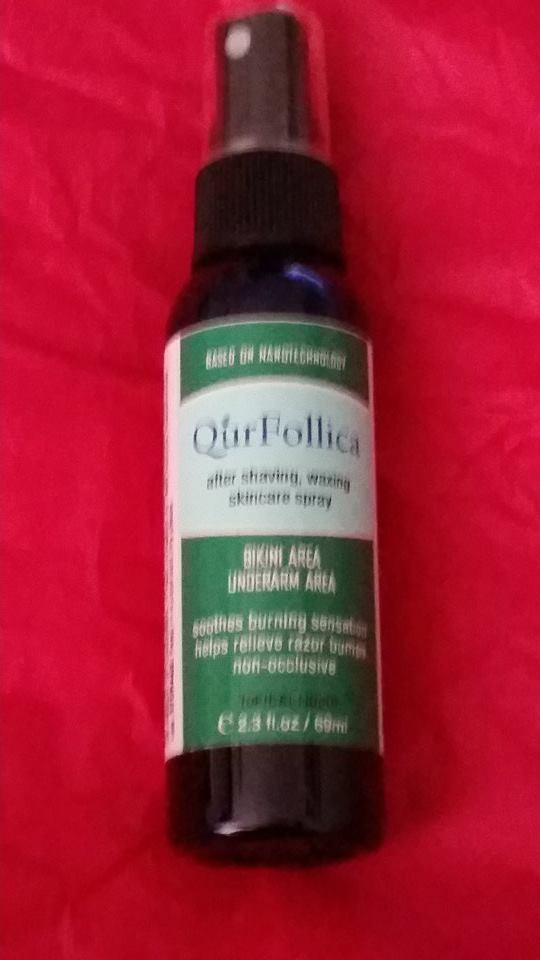 BASED ON NANOTECHNOLOGY
QurFollica
after shaving, waxing
skincare spray
BIKINI AREA
UNDERARM AREA
soothes burning sensation
helps relieve razor bumps
non-occlusive
e 2.3 fl.oz / 69ml